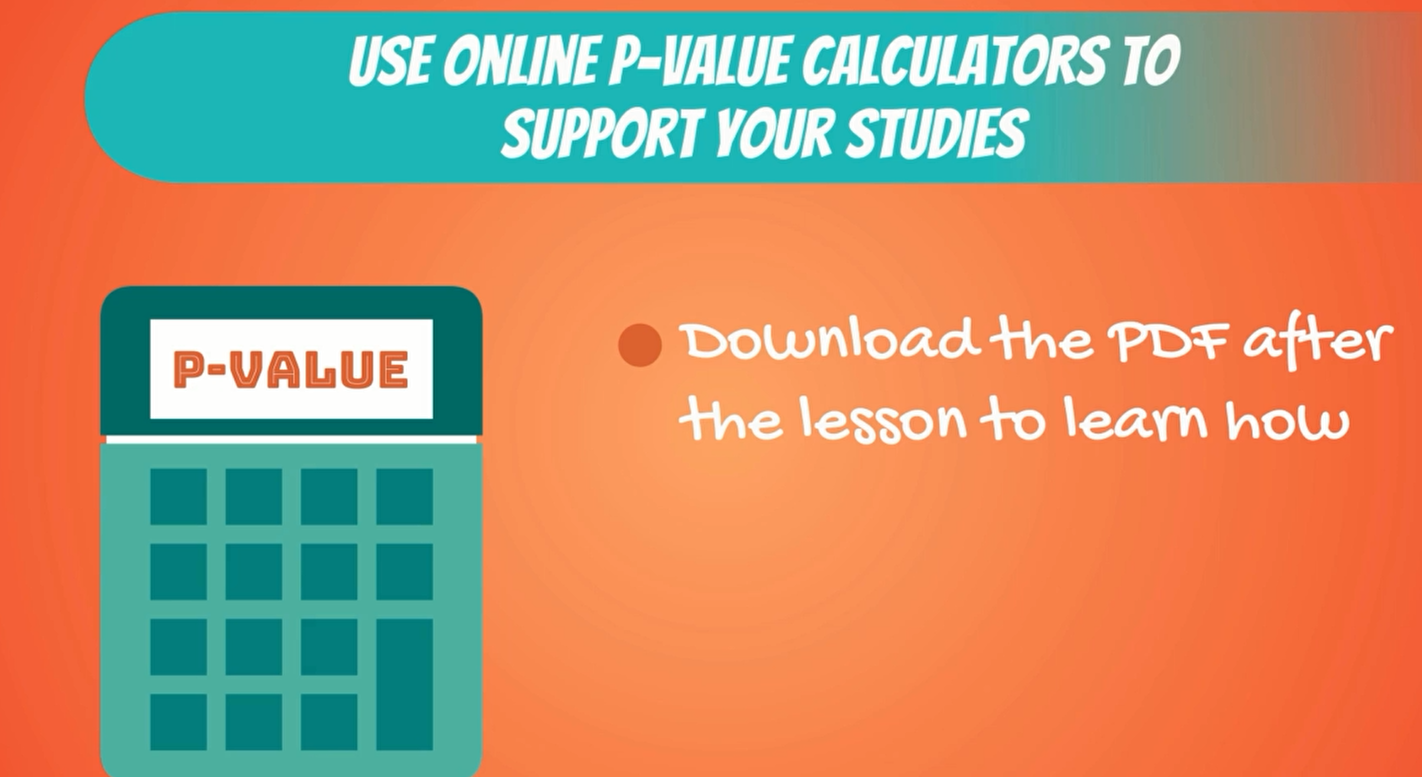 USE ONLINE P-VALUE CALCULATORS TO
SUPPORT YOUR STUDIES
P-VALUE
Download the PDF after
the lesson to learn how